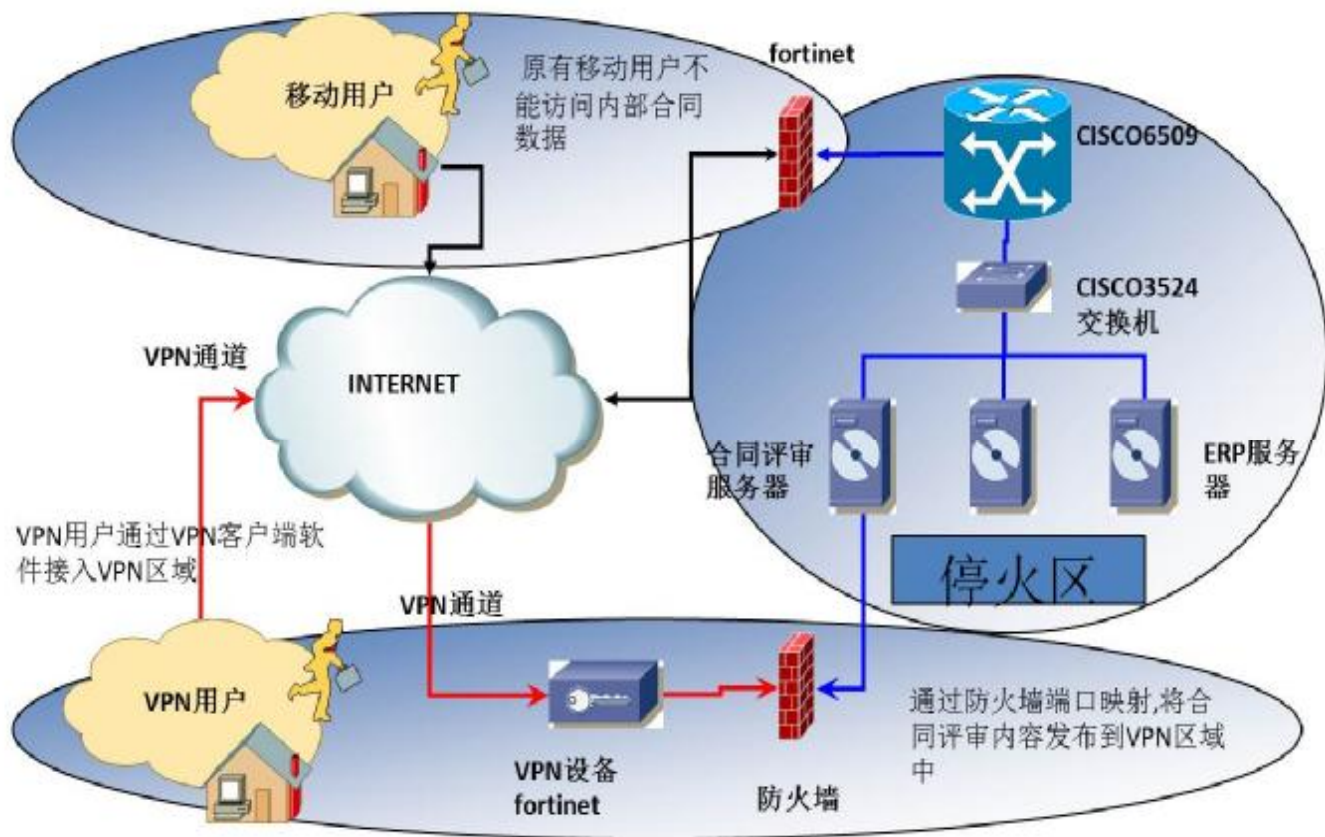 fortinet
移动用户
原有移动用户不
能访问内部合同
数据
CISCO6509
CISCO3524
交换机
VPN通道
INTERNET
合同评审
服务器
ERP服务
器
VPN用户通过VPN客户端软
件接入VPN区域
停火区
VPN通道
VPN用户
通过防火墙端口映射,将合
同评审内容发布到VPN区域
中
VPN设备
fortinet
防火墙